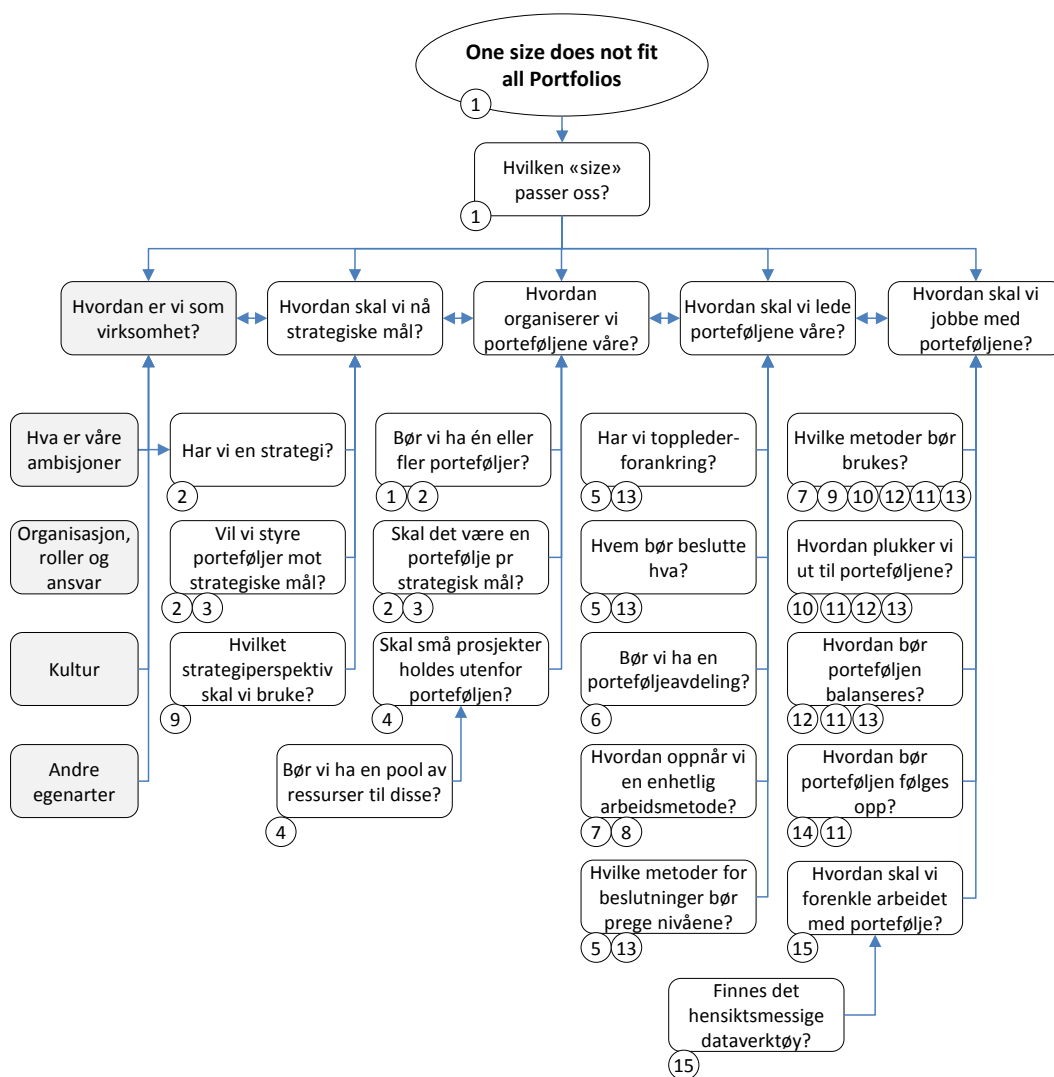 One size does not fit
all Portfolios
1
Hvilken «size»
passer oss?
1
Hvordan er vi som
virksomhet?
Hvordan skal vi nå
strategiske mål?
Hvordan
organiserer vi
porteføljene våre?
Hvordan skal vi lede
porteføljene våre?
Hvordan skal vi
jobbe med
porteføljene?
Hva er våre
ambisjoner
Har vi en strategi?
2
Bør vi ha én eller
fler porteføljer?
1 2
Har vi toppleder-
forankring?
5 13
Hvilke metoder bør
brukes?
7 9 10 12 11 13
Organisasjon,
roller og
ansvar
Vil vi styre
porteføljer mot
strategiske mål?
2 3
Skal det være en
portefølje pr
strategisk mål?
2 3
Hvem bør beslutte
hva?
5 13
Hvordan plukker vi
ut til porteføljene?
10 11 12 13
Kultur
Hvilket
strategiperspektiv
skal vi bruke?
9
Skal små prosjekter
holdes utenfor
porteføljen?
4
Bør vi ha en
porteføljeavdeling?
6
Hvordan bør
porteføljen
balanseres?
12 11 13
Andre
egenarter
Bør vi ha en pool av
ressurser til disse?
4
Hvordan oppnår vi
en enhetlig
arbeidsmetode?
7 8
Hvordan bør
porteføljen følges
opp?
14 11
Hvilke metoder for
beslutninger bør
prege nivåene?
5 13
Hvordan skal vi
forenkle arbeidet
med portefølje?
15
Finnes det
hensiktsmessige
dataverktøy?
15